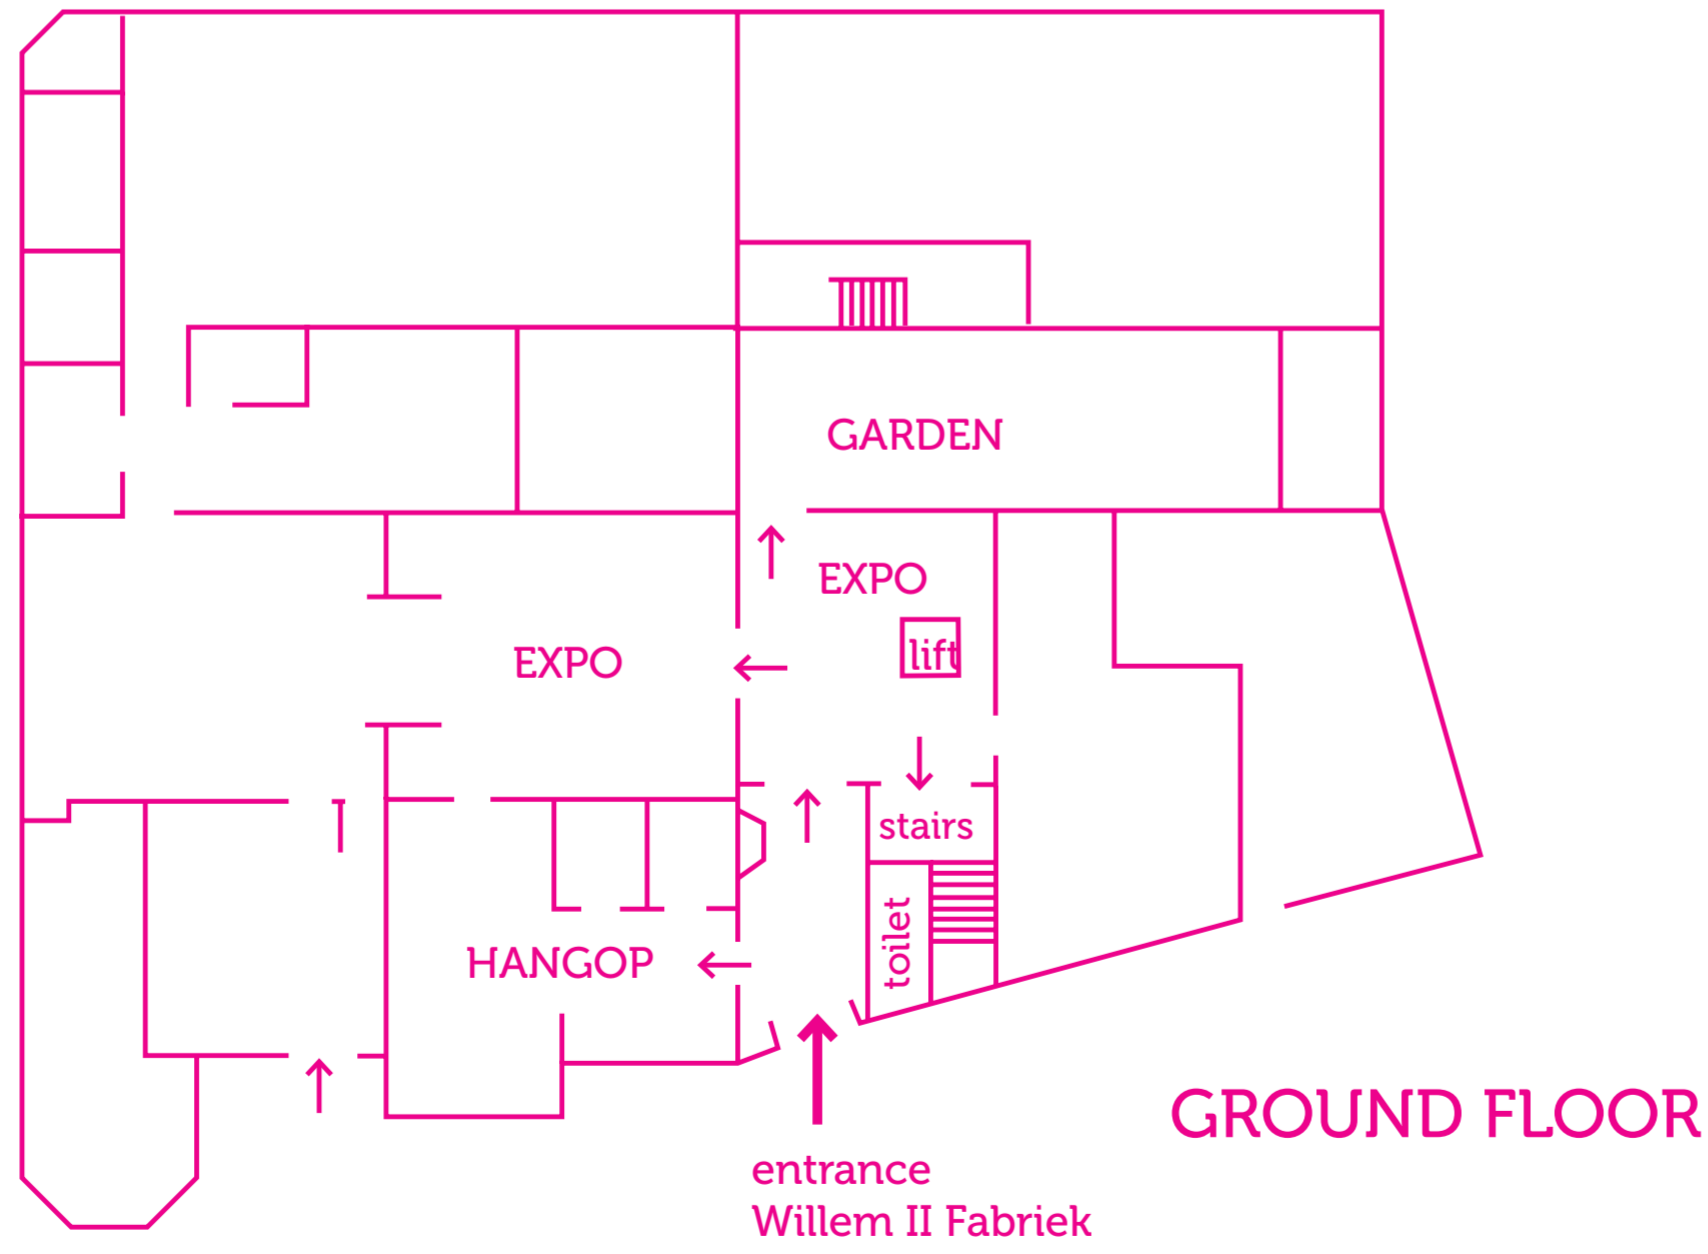 GARDEN
EXPO
EXPO
lift
stairs
toilet
HANGOP
GROUND FLOOR
entrance
Willem II Fabriek